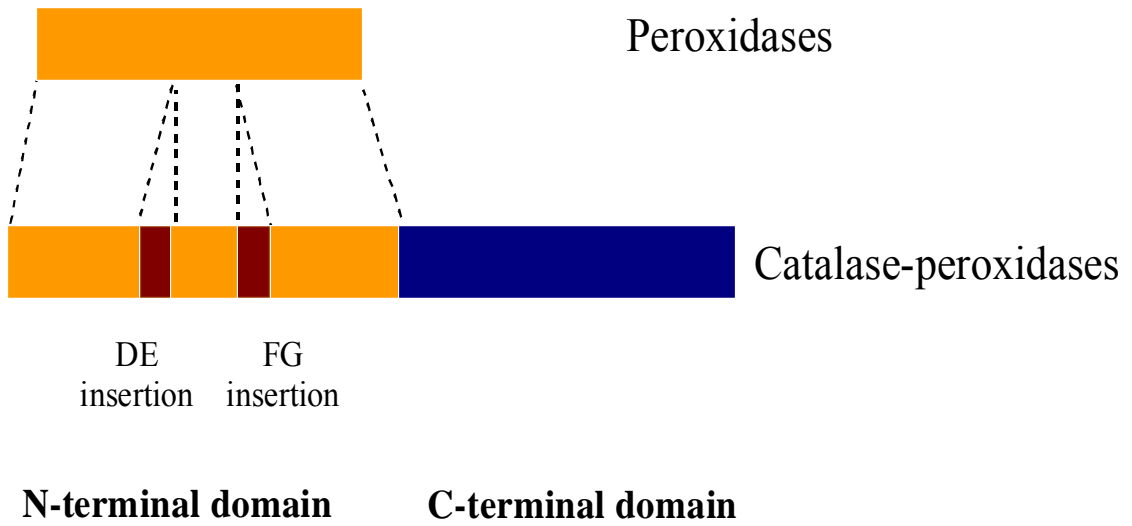 Peroxidases
Catalase-peroxidases
DE
insertion
FG
insertion
N-terminal domain
C-terminal domain